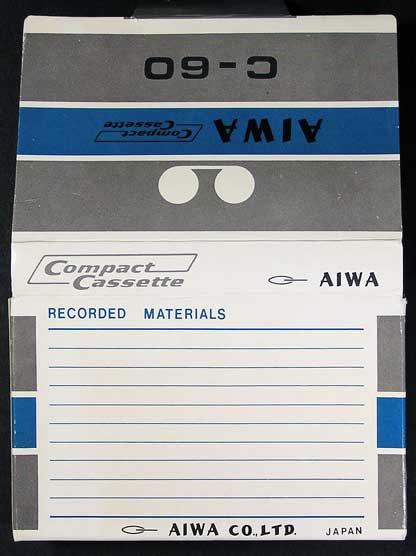 C-60
AIWA Compact Cassette
Compact Cassette AIWA
RECORDED MATERIALS
AIWA CO., LTD. JAPAN